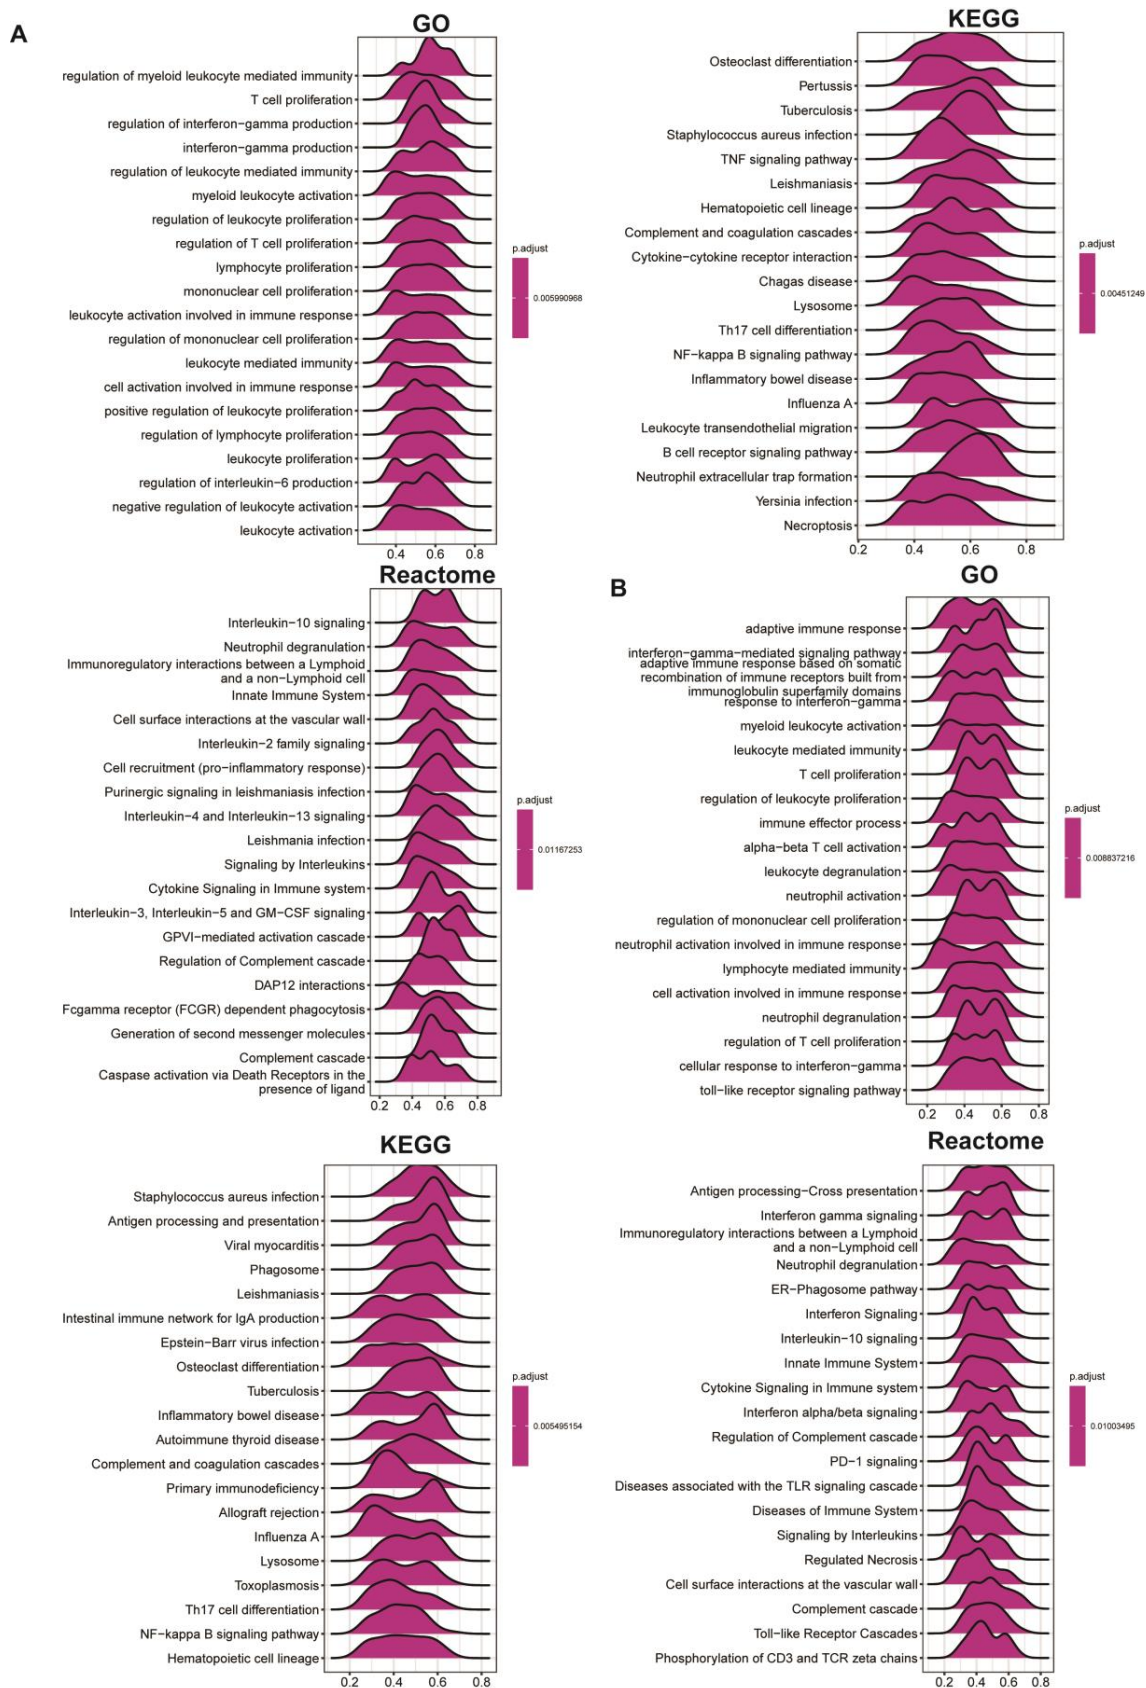 A
GO
regulation of myeloid leukocyte mediated immunity
T cell proliferation
regulation of interferon−gamma production
interferon−gamma production
regulation of leukocyte mediated immunity
myeloid leukocyte activation
regulation of leukocyte proliferation
regulation of T cell proliferation
lymphocyte proliferation
mononuclear cell proliferation
leukocyte activation involved in immune response
regulation of mononuclear cell proliferation
leukocyte mediated immunity
cell activation involved in immune response
positive regulation of leukocyte proliferation
regulation of lymphocyte proliferation
leukocyte proliferation
regulation of interleukin−6 production
negative regulation of leukocyte activation
leukocyte activation
0.4 0.6 0.8
p.adjust
0.005990968
KEGG
Osteoclast differentiation
Pertussis
Tuberculosis
Staphylococcus aureus infection
TNF signaling pathway
Leishmaniasis
Hematopoietic cell lineage
Complement and coagulation cascades
Cytokine−cytokine receptor interaction
Chagas disease
Lysosome
Th17 cell differentiation
NF−kappa B signaling pathway
Inflammatory bowel disease
Influenza A
Leukocyte transendothelial migration
B cell receptor signaling pathway
Neutrophil extracellular trap formation
Yersinia infection
Necroptosis
0.2 0.4 0.6 0.8
p.adjust
0.00451249
Reactome
Interleukin−10 signaling
Neutrophil degranulation
Immunoregulatory interactions between a Lymphoid
and a non−Lymphoid cell
Innate Immune System
Cell surface interactions at the vascular wall
Interleukin−2 family signaling
Cell recruitment (pro−inflammatory response)
Purinergic signaling in leishmaniasis infection
Interleukin−4 and Interleukin−13 signaling
Leishmania infection
Signaling by Interleukins
Cytokine Signaling in Immune system
Interleukin−3, Interleukin−5 and GM−CSF signaling
GPVI−mediated activation cascade
Regulation of Complement cascade
DAP12 interactions
Fcgamma receptor (FCGR) dependent phagocytosis
Generation of second messenger molecules
Complement cascade
Caspase activation via Death Receptors in the
presence of ligand
0.2 0.4 0.6 0.8
p.adjust
0.01167253
B
GO
adaptive immune response
interferon−gamma−mediated signaling pathway
adaptive immune response based on somatic
recombination of immune receptors built from
immunoglobulin superfamily domains
response to interferon−gamma
myeloid leukocyte activation
leukocyte mediated immunity
T cell proliferation
regulation of leukocyte proliferation
immune effector process
alpha−beta T cell activation
leukocyte degranulation
neutrophil activation
regulation of mononuclear cell proliferation
neutrophil activation involved in immune response
lymphocyte mediated immunity
cell activation involved in immune response
neutrophil degranulation
regulation of T cell proliferation
cellular response to interferon−gamma
toll−like receptor signaling pathway
0.2 0.4 0.6 0.8
p.adjust
0.008837216
KEGG
Staphylococcus aureus infection
Antigen processing and presentation
Viral myocarditis
Phagosome
Leishmaniasis
Intestinal immune network for IgA production
Epstein−Barr virus infection
Osteoclast differentiation
Tuberculosis
Inflammatory bowel disease
Autoimmune thyroid disease
Complement and coagulation cascades
Primary immunodeficiency
Allograft rejection
Influenza A
Lysosome
Toxoplasmosis
Th17 cell differentiation
NF−kappa B signaling pathway
Hematopoietic cell lineage
0.2 0.4 0.6 0.8
p.adjust
0.005495154
Reactome
Antigen processing−Cross presentation
Interferon gamma signaling
Immunoregulatory interactions between a Lymphoid
and a non−Lymphoid cell
Neutrophil degranulation
ER−Phagosome pathway
Interferon Signaling
Interleukin−10 signaling
Innate Immune System
Cytokine Signaling in Immune system
Interferon alpha/beta signaling
Regulation of Complement cascade
PD−1 signaling
Diseases associated with the TLR signaling cascade
Diseases of Immune System
Signaling by Interleukins
Regulated Necrosis
Cell surface interactions at the vascular wall
Complement cascade
Toll−like Receptor Cascades
Phosphorylation of CD3 and TCR zeta chains
0.2 0.4 0.6 0.8
p.adjust
0.01003495